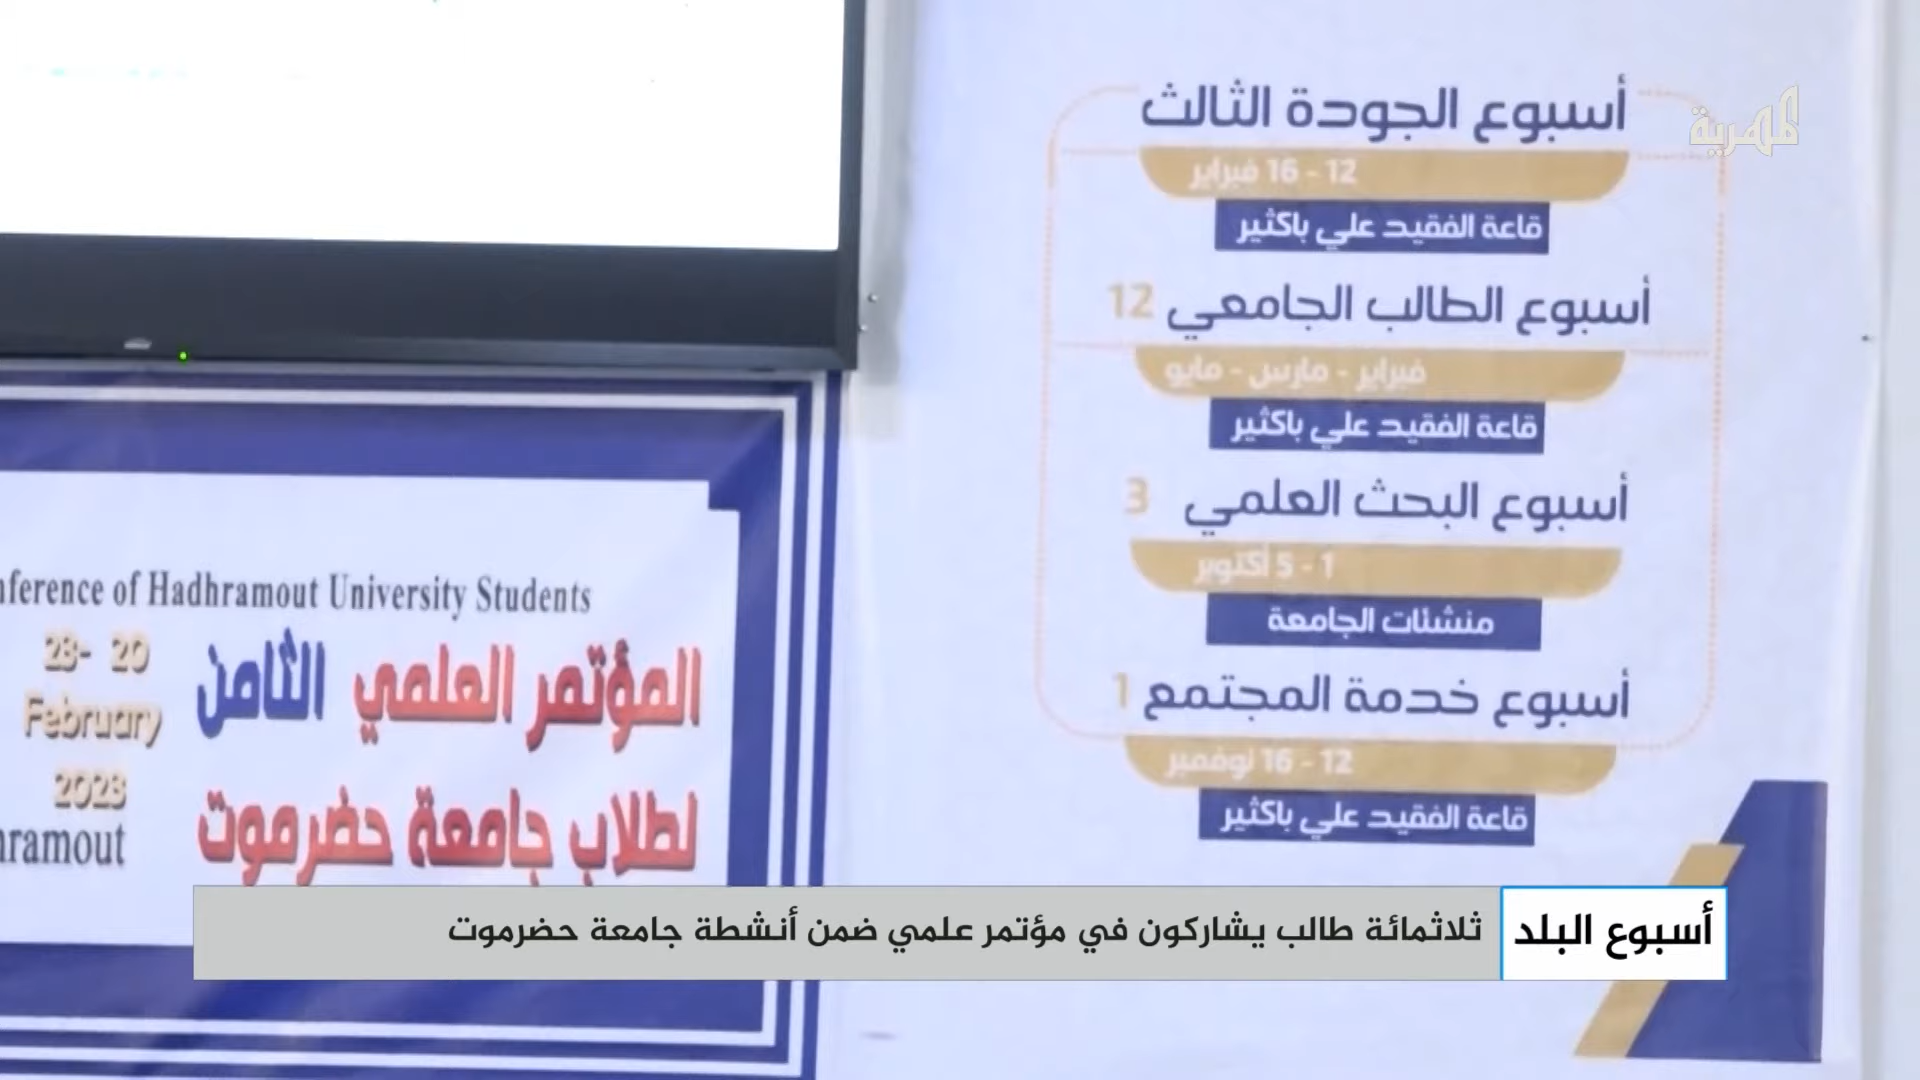 المهرية
أسبوع الجودة الثالث
12 - 16 فبراير
قاعة الفقيد علي باكثير
أسبوع الطالب الجامعي 12
فبراير - مارس - مايو
قاعة الفقيد علي باكثير
أسبوع البحث العلمي 3
1 - 5 أكتوبر
منشئات الجامعة
أسبوع خدمة المجتمع 1
12 - 16 نوفمبر
قاعة الفقيد علي باكثير
of Hadhramout University Students
المؤتمر العلمي الثامن
لطلاب جامعة حضرموت
23- 20
February
2023
أسبوع البلد
ثلاثمائة طالب يشاركون في مؤتمر علمي ضمن أنشطة جامعة حضرموت